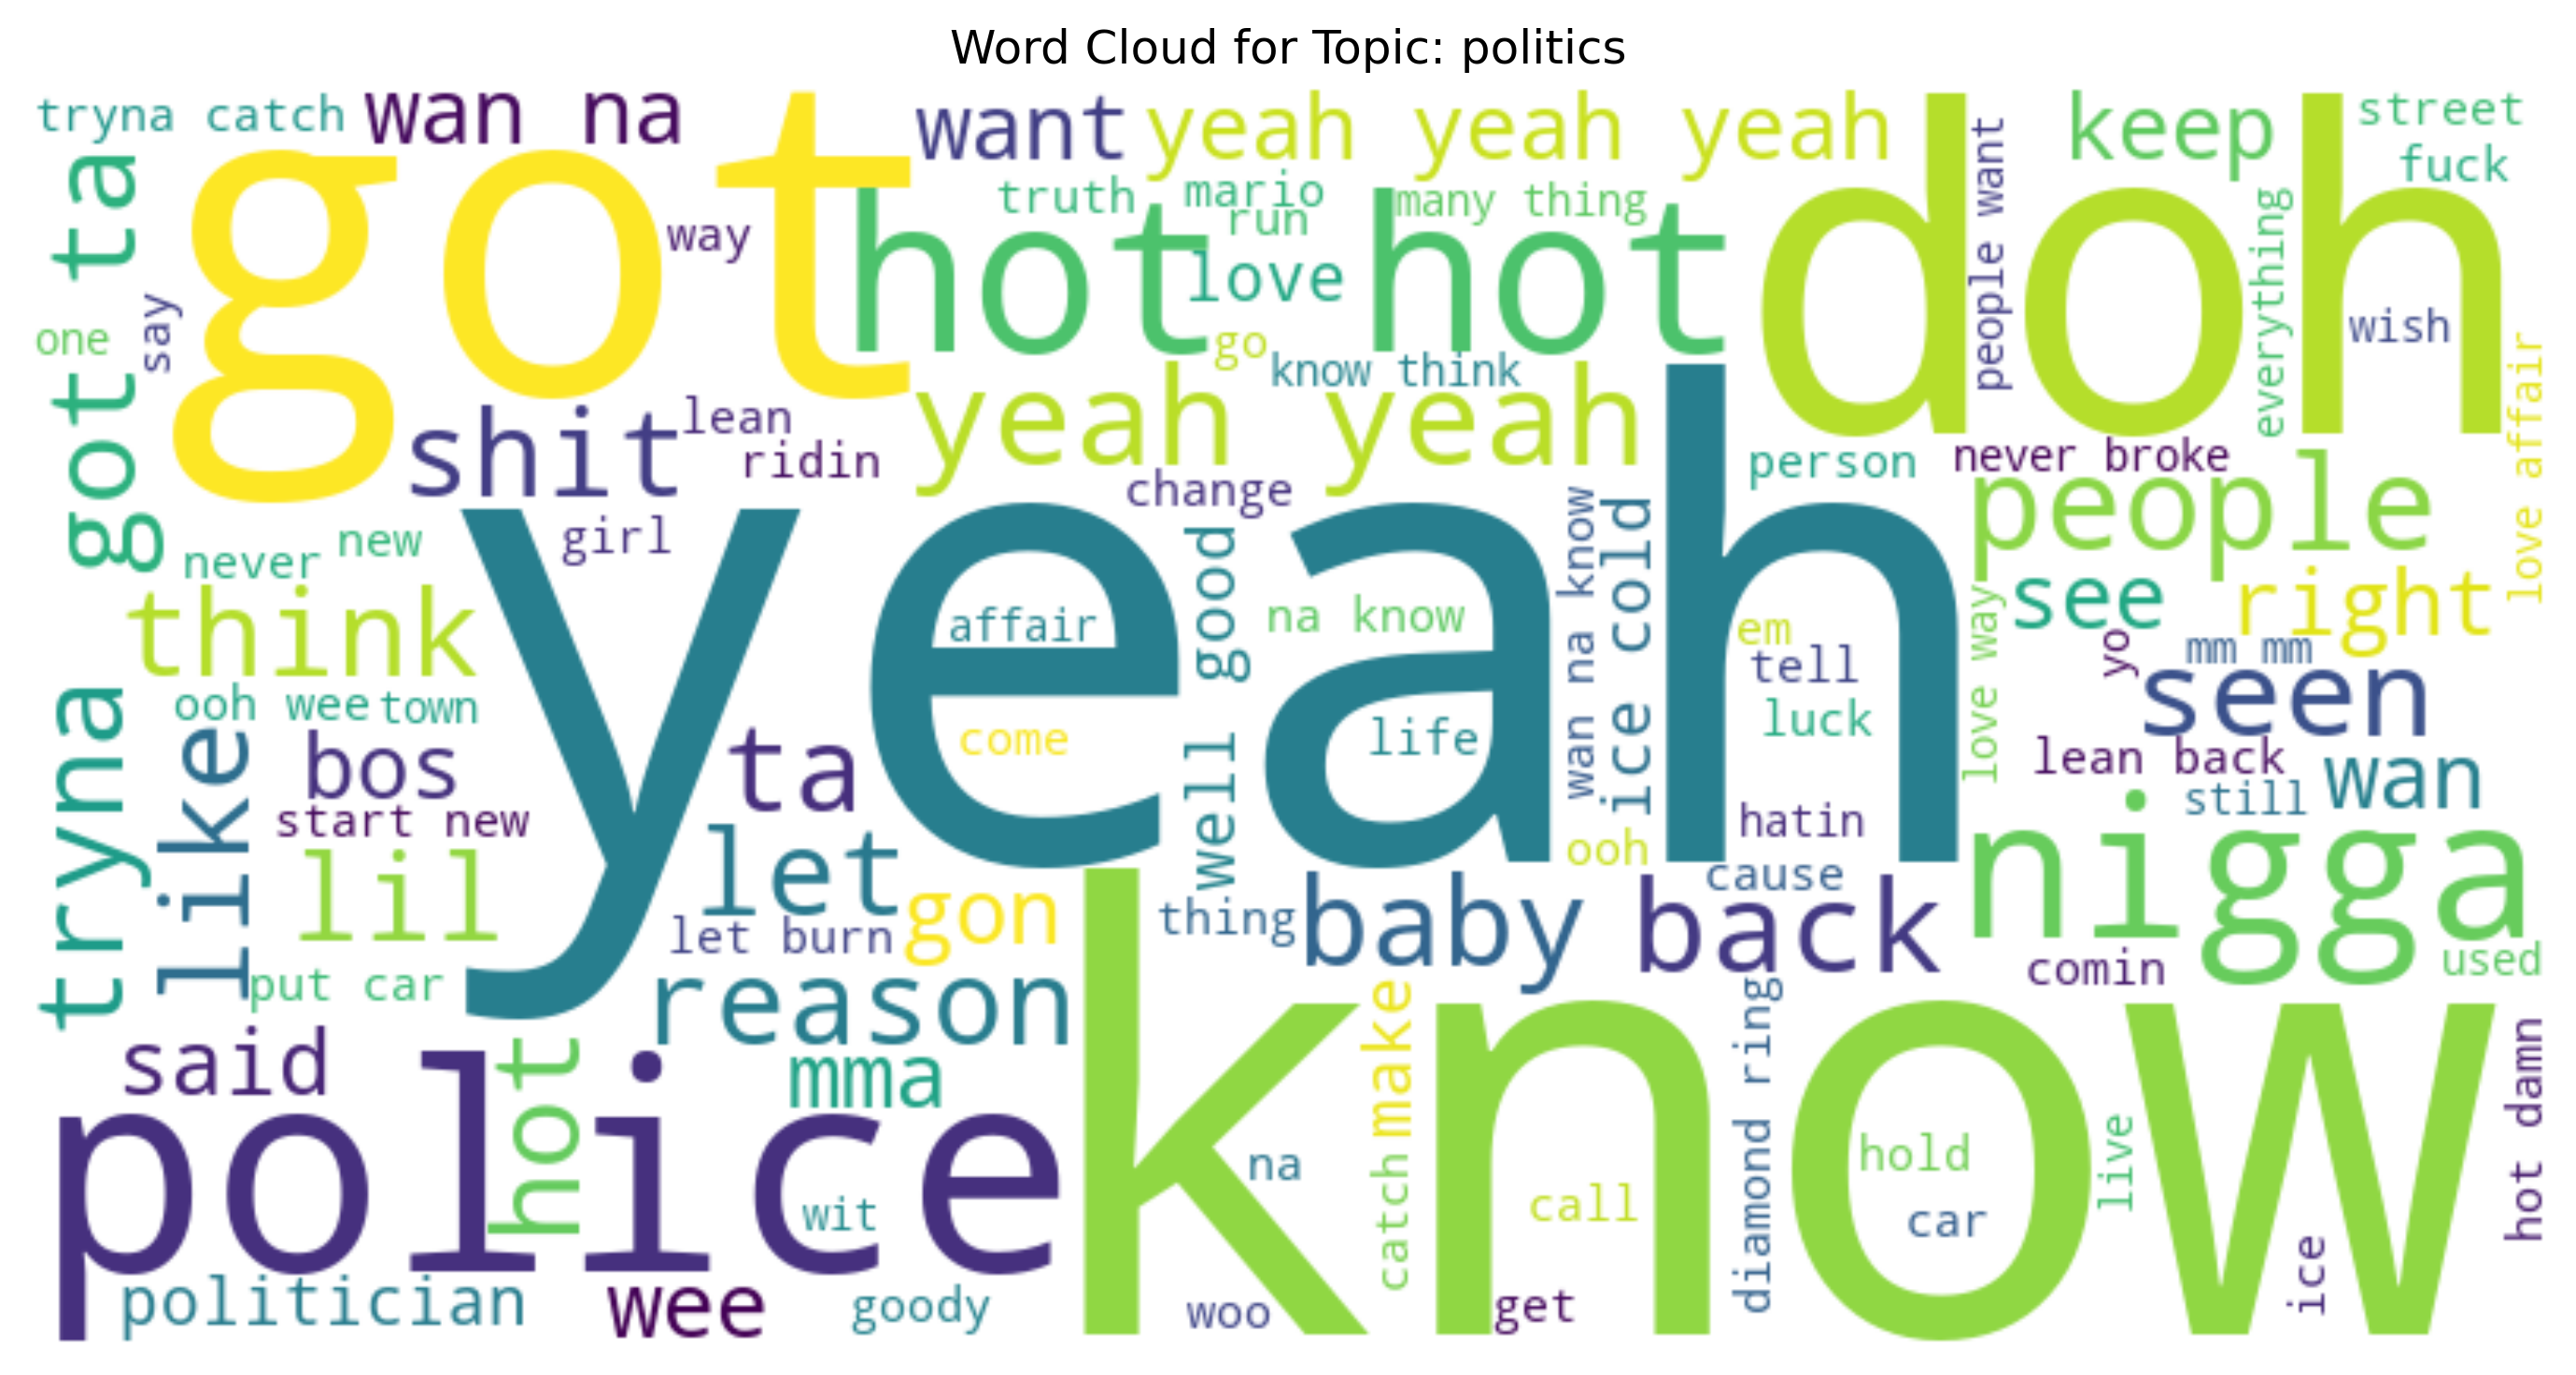 Word Cloud for Topic: politics
tryna catch
wan na
want
yeah yeah yeah
keep
street
fuck
got ta
got
way
truth
mario
run
many thing
hot hot
love
doh
people want
everything
wish
one
say
go
know think
love affair
shit
lean
ridin
yeah yeah
change
person
never broke
people
never
new
girl
yeah
affair
well good
na know
wan na know
ice cold
em
tell
luck
love way
see
right
yo
mm mm
seen
think
ooh wee
town
tryna
like
bos
ta
come
life
lean back
still
wan
start new
hatin
lil
let
ooh
cause
nigga
gon
let burn
thing
baby
back
comin
used
put car
reason
said
hot
mma
make
diamond ring
know
hot damn
police
wit
na
catch
call
hold
car
live
ice
politician
wee
goody
woo
get